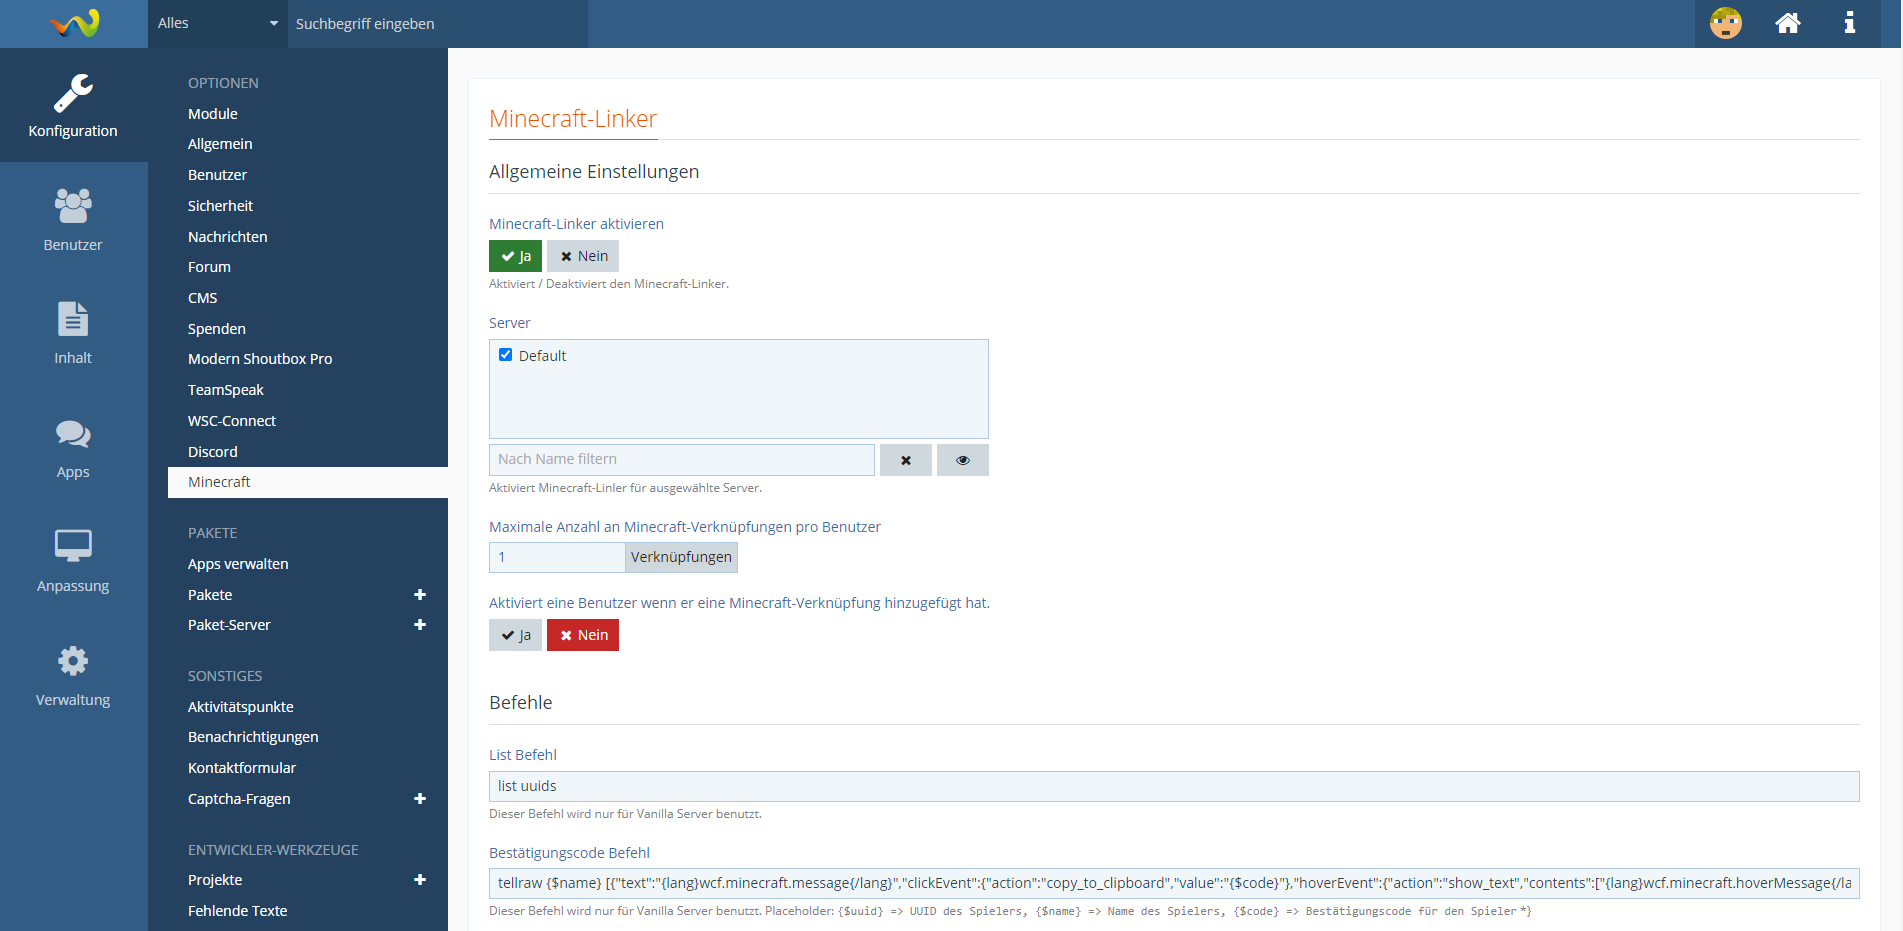 Alles
Suchbegriff eingeben
Konfiguration
Benutzer
Inhalt
Apps
Anpassung
Verwaltung
OPTIONEN
Module
Allgemein
Benutzer
Sicherheit
Nachrichten
Forum
CMS
Spenden
Modern Shoutbox Pro
TeamSpeak
WSC-Connect
Discord
Minecraft
PAKETE
Apps verwalten
Pakete
Paket-Server
SONSTIGES
Aktivitätspunkte
Benachrichtigungen
Kontaktformular
Captcha-Fragen
ENTWICKLER-WERKZEUGE
Projekte
Fehlende Texte
Minecraft-Linker
Allgemeine Einstellungen
Minecraft-Linker aktivieren
Ja Nein
Aktiviert / Deaktiviert den Minecraft-Linker.
Server
Default
Nach Name filtern
Aktiviert Minecraft-Linler für ausgewählte Server.
Maximale Anzahl an Minecraft-Verknüpfungen pro Benutzer
1 Verknüpfungen
Aktiviert eine Benutzer wenn er eine Minecraft-Verknüpfung hinzugefügt hat.
Ja Nein
Befehle
List Befehl
list uuids
Dieser Befehl wird nur für Vanilla Server benutzt.
Bestätigungscode Befehl
tellraw {$name} [{"text":"{lang}wcf.minecraft.message{/lang}","clickEvent":{"action":"copy_to_clipboard","value":"{$code}"},"hoverEvent":{"action":"show_text","contents":["{lang}wcf.minecraft.hoverMessage{/la
Dieser Befehl wird nur für Vanilla Server benutzt. Placeholder: {$uuid} => UUID des Spielers, {$name} => Name des Spielers, {$code} => Bestätigungscode für den Spieler *}